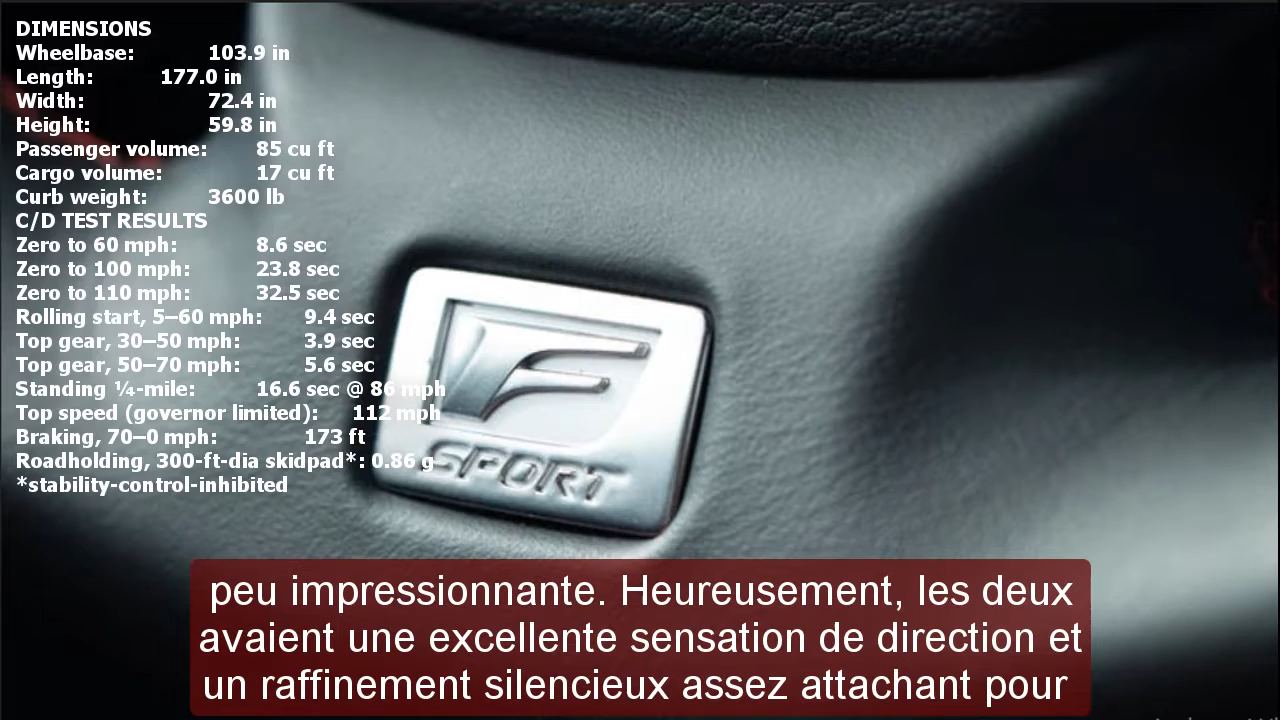 DIMENSIONS
Wheelbase: 103.9 in
Length: 177.0 in
Width: 72.4 in
Height: 59.8 in
Passenger volume: 85 cu ft
Cargo volume: 17 cu ft
Curb weight: 3600 lb
C/D TEST RESULTS
Zero to 60 mph: 8.6 sec
Zero to 100 mph: 23.8 sec
Zero to 110 mph: 32.5 sec
Rolling start, 5–60 mph: 9.4 sec
Top gear, 30–50 mph: 3.9 sec
Top gear, 50–70 mph: 5.6 sec
Standing ¼-mile: 16.6 sec @ 86 mph
Top speed (governor limited): 112 mph
Braking, 70–0 mph: 173 ft
Roadholding, 300-ft-dia skidpad*: 0.86 g
*stability-control-inhibited
F
SPORT
peu impressionnante. Heureusement, les deux
avaient une excellente sensation de direction et
un raffinement silencieux assez attachant pour